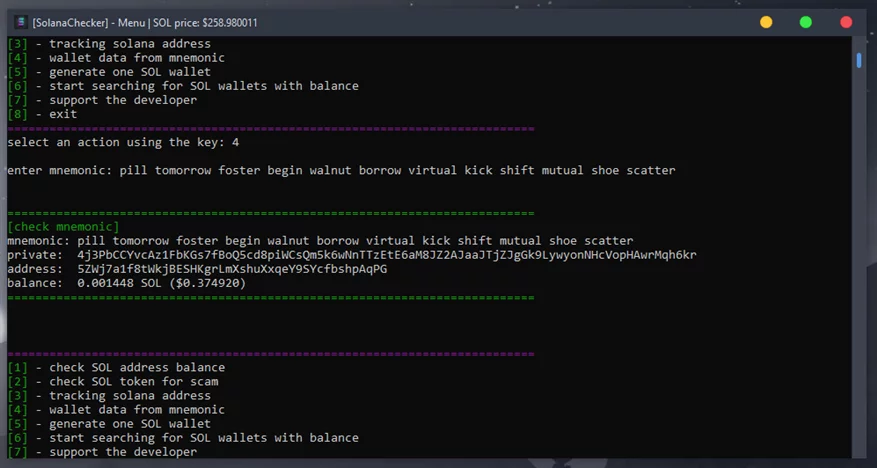 [SolanaChecker] - Menu | SOL price: $258.980011
[3] - tracking solana address
[4] - wallet data from mnemonic
[5] - generate one SOL wallet
[6] - start searching for SOL wallets with balance
[7] - support the developer
[8] - exit
===========================================================================
select an action using the key: 4
enter mnemonic: pill tomorrow foster begin walnut borrow virtual kick shift mutual shoe scatter
===========================================================================
[check mnemonic]
mnemonic: pill tomorrow foster begin walnut borrow virtual kick shift mutual shoe scatter
private: 4j3PbCCYvcAz1FbKGs7fBoQ5cd8piWCsQm5k6wNnTTzEtE6aM8JZ2AJaaJTjZJgGk9LywyonNHcVopHAwrMqh6kr
address: 5ZWj7a1f8tWkjBESHKgrLmXshuXxqeY9SYcfbshpAqPG
balance: 0.001448 SOL ($0.374920)
===========================================================================
===========================================================================
[1] - check SOL address balance
[2] - check SOL token for scam
[3] - tracking solana address
[4] - wallet data from mnemonic
[5] - generate one SOL wallet
[6] - start searching for SOL wallets with balance
[7] - support the developer